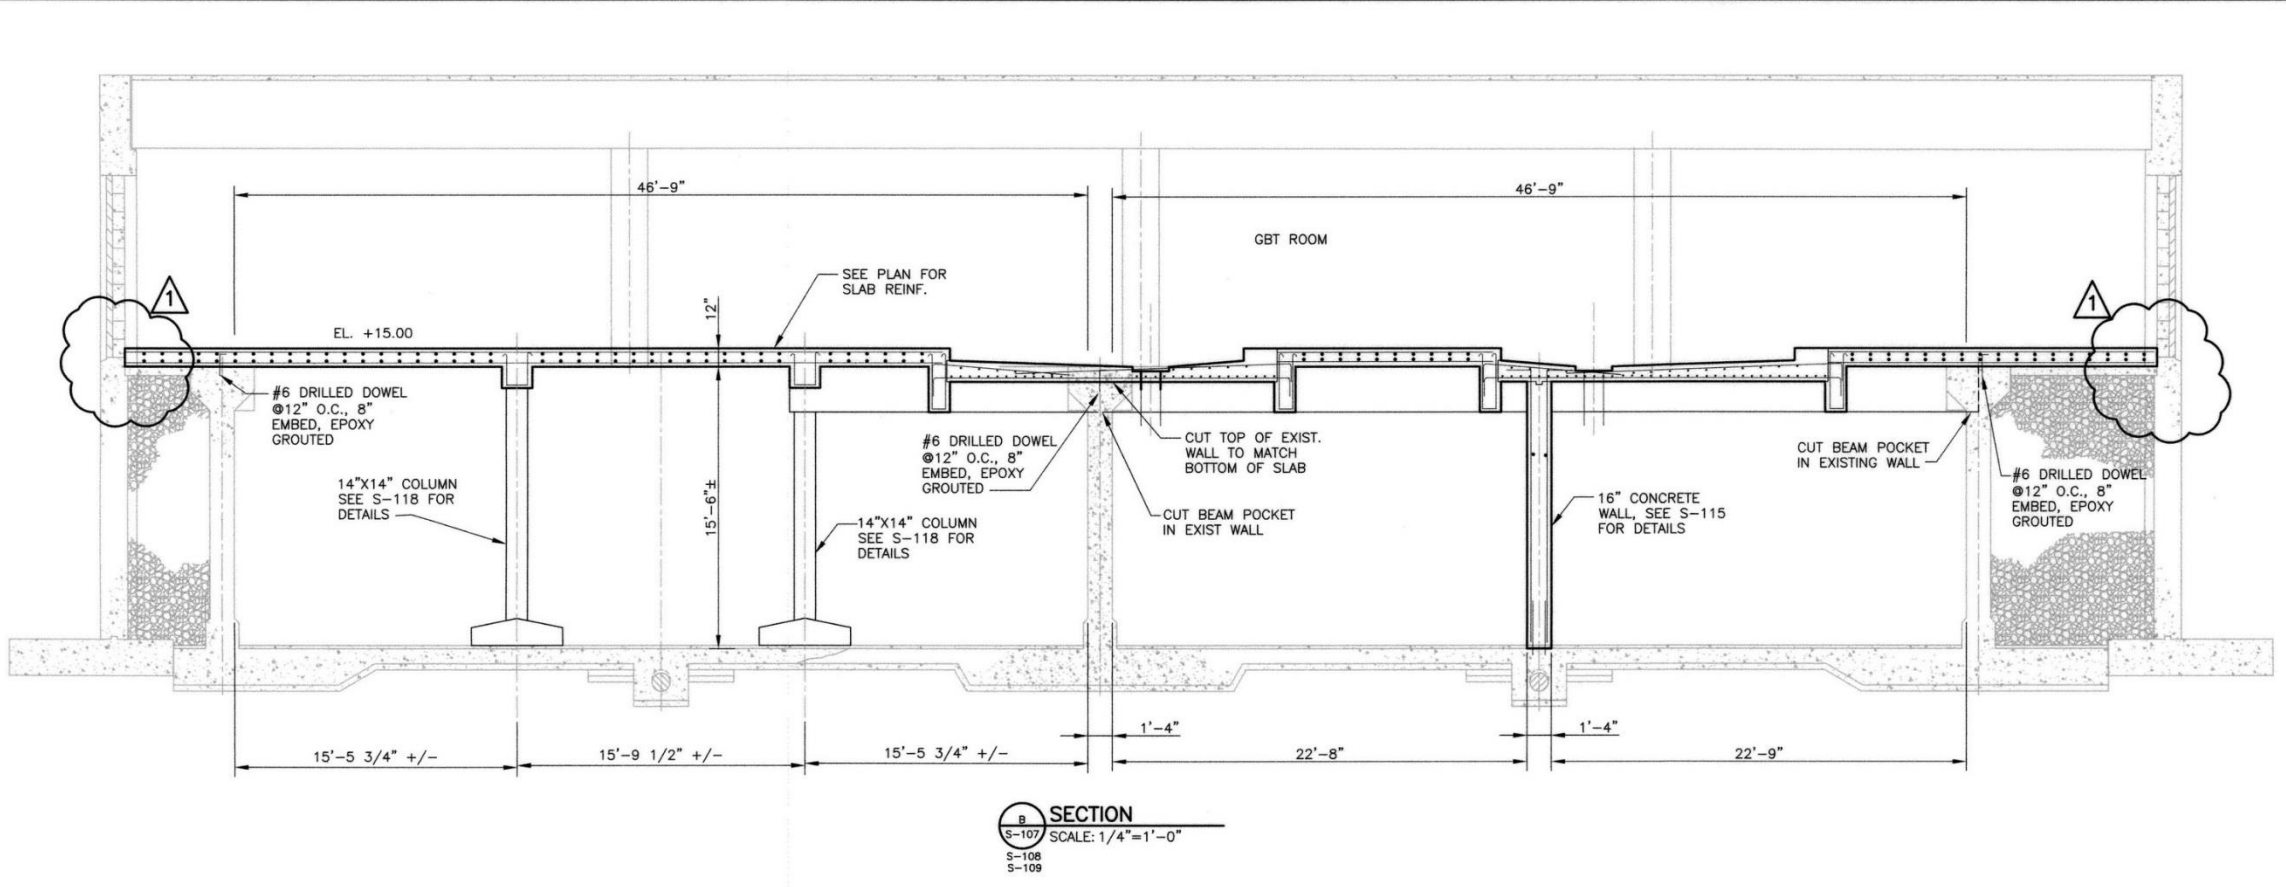 46'-9"
46'-9"
GBT ROOM
1
1
SEE PLAN FOR
SLAB REINF.
12"
EL. +15.00
#6 DRILLED DOWEL
@12" O.C., 8"
EMBED, EPOXY
GROUTED
14"X14" COLUMN
SEE S-118 FOR
DETAILS
15'-6"±
14"X14" COLUMN
SEE S-118 FOR
DETAILS
#6 DRILLED DOWEL
@12" O.C., 8"
EMBED, EPOXY
GROUTED
CUT TOP OF EXIST.
WALL TO MATCH
BOTTOM OF SLAB
CUT BEAM POCKET
IN EXIST WALL
16" CONCRETE
WALL, SEE S-115
FOR DETAILS
CUT BEAM POCKET
IN EXISTING WALL
#6 DRILLED DOWEL
@12" O.C., 8"
EMBED, EPOXY
GROUTED
1'-4"
1'-4"
15'-5 3/4" +/-
15'-9 1/2" +/-
15'-5 3/4" +/-
22'-8"
22'-9"
B
S-107
SECTION
SCALE: 1/4"=1'-0"
S-108
S-109